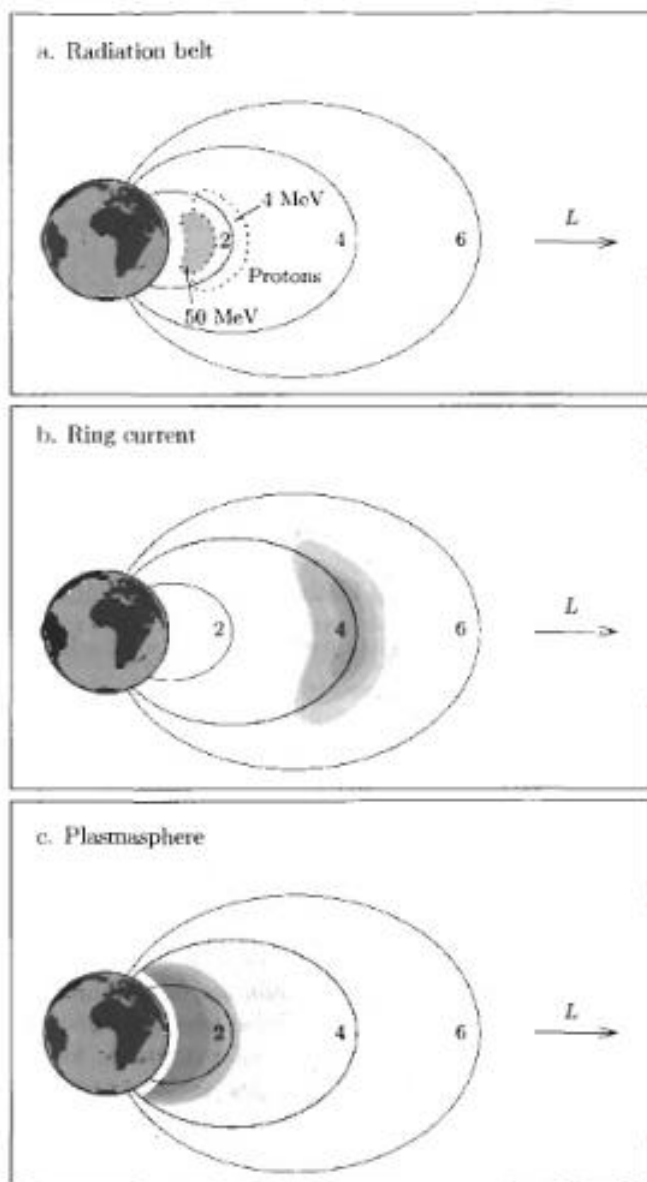 a. Radiation belt
4 MeV
2
4
6
L
Protons
50 MeV
b. Ring current
2
4
6
L
c. Plasmasphere
2
4
6
L